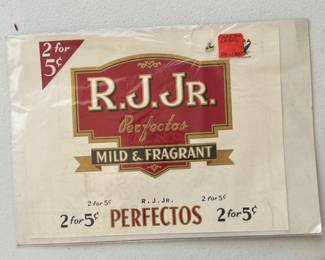 2 for
5¢
R.J.JR.
Perfectos
MILD & FRAGRANT
2 for 5¢ R. J. JR. 2 for 5¢
2 for 5¢ PERFECTOS 2 for 5¢